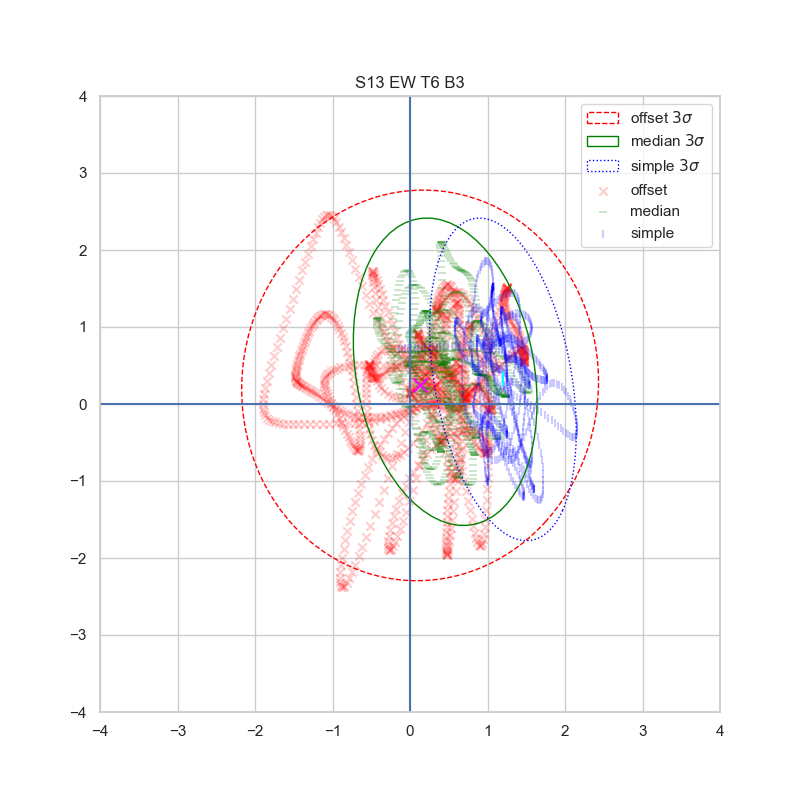 S13 EW T6 B3
4
3
2
1
0
−1
−2
−3
−4
−4
−3
−2
−1
0
1
2
3
4
offset 3σ
median 3σ
simple 3σ
offset
median
simple